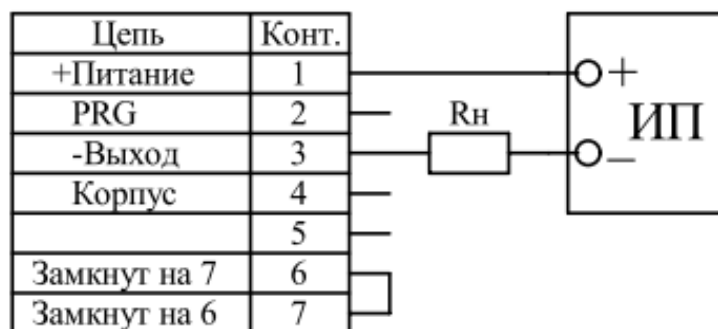 Цепь Конт.
+Питание 1
PRG 2 Rн
-Выход 3
Корпус 4
5
Замкнут на 7 6
Замкнут на 6 7
+
ИП
–